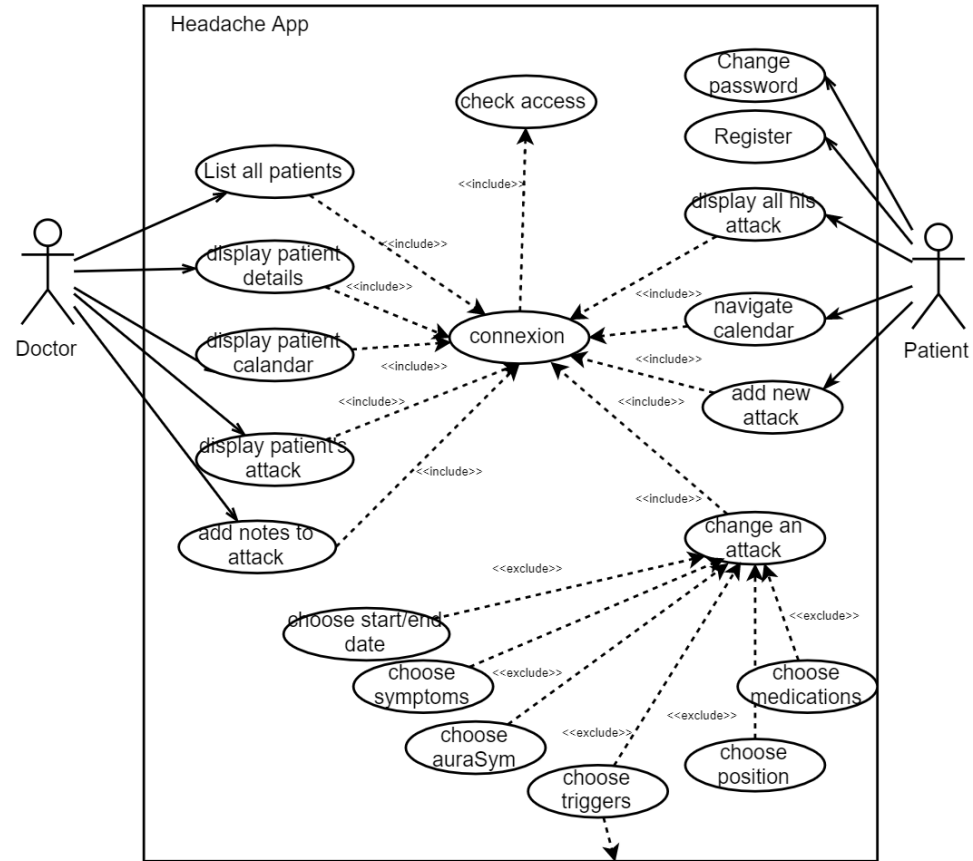 Headache App
check access
Change
password
Register
List all patients
<<include>>
display all his
attack
<<include>>
display patient
details
<<include>>
<<include>>
navigate
calendar
connexion
Doctor
display patient
calandar
<<include>>
<<include>>
Patient
add new
attack
<<include>>
<<include>>
display patient's
attack
<<include>>
<<include>>
add notes to
attack
change an
attack
<<exclude>>
choose start/end
date
<<exclude>>
choose
symptoms
<<exclude>>
choose
medications
choose
auraSym
<<exclude>>
<<exclude>>
choose
position
choose
triggers